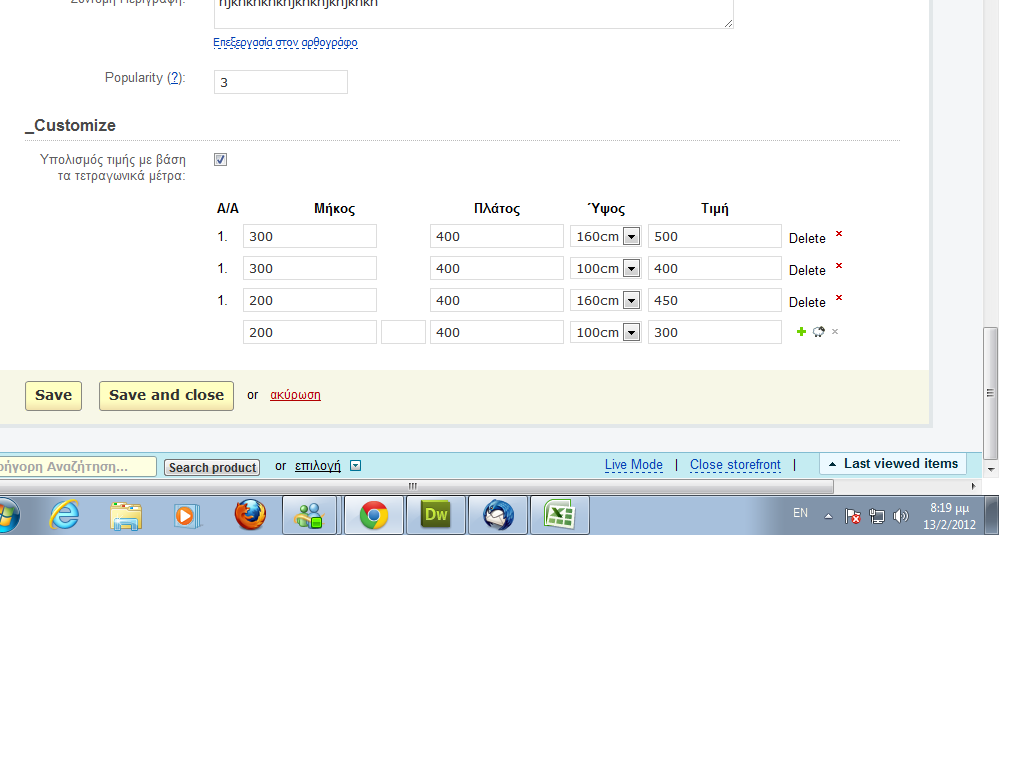 Σύντομη Περιγραφή:
Επεξεργασία στον αρθογράφο
Popularity (?):
3
_Customize
Υπολισμός τιμής με βάση
τα τετραγωνικά μέτρα:
Α/Α Μήκος Πλάτος Ύψος Τιμή
1. 300 400 160cm 500 Delete
1. 300 400 100cm 400 Delete
1. 200 400 160cm 450 Delete
200 400 100cm 300
Save Save and close or ακύρωση
ρήγορη Αναζήτηση... Search product or επιλογή Live Mode | Close storefront | Last viewed items
Dw EN 8:19 μμ
13/2/2012